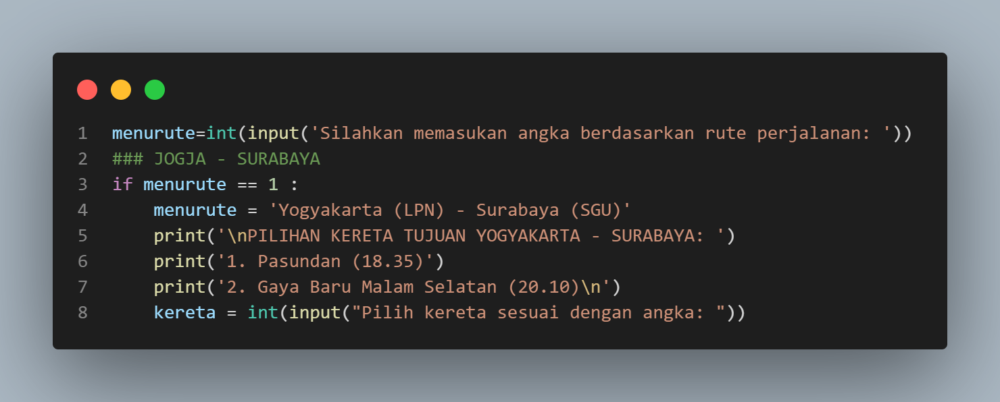 1 menurute=int(input('Silahkan memasukan angka berdasarkan rute perjalanan: '))
2 ### JOGJA - SURABAYA
3 if menurute == 1 :
4     menurute = 'Yogyakarta (LPN) - Surabaya (SGU)'
5     print('\nPILIHAN KERETA TUJUAN YOGYAKARTA - SURABAYA: ')
6     print('1. Pasundan (18.35)')
7     print('2. Gaya Baru Malam Selatan (20.10)\n')
8     kereta = int(input("Pilih kereta sesuai dengan angka: "))